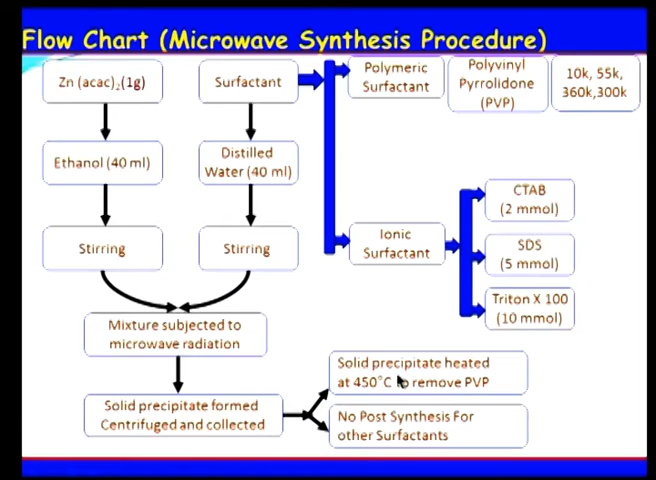 Flow Chart (Microwave Synthesis Procedure)
Zn (acac)₂(1g)
Surfactant
Polymeric
Surfactant
Polyvinyl
Pyrrolidone
(PVP)
10k, 55k,
360k,300k
Ethanol (40 ml)
Distilled
Water (40 ml)
Stirring
Stirring
Ionic
Surfactant
CTAB
(2 mmol)
SDS
(5 mmol)
Triton X 100
(10 mmol)
Mixture subjected to
microwave radiation
Solid precipitate formed
Centrifuged and collected
Solid precipitate heated
at 450°C to remove PVP
No Post Synthesis For
other Surfactants